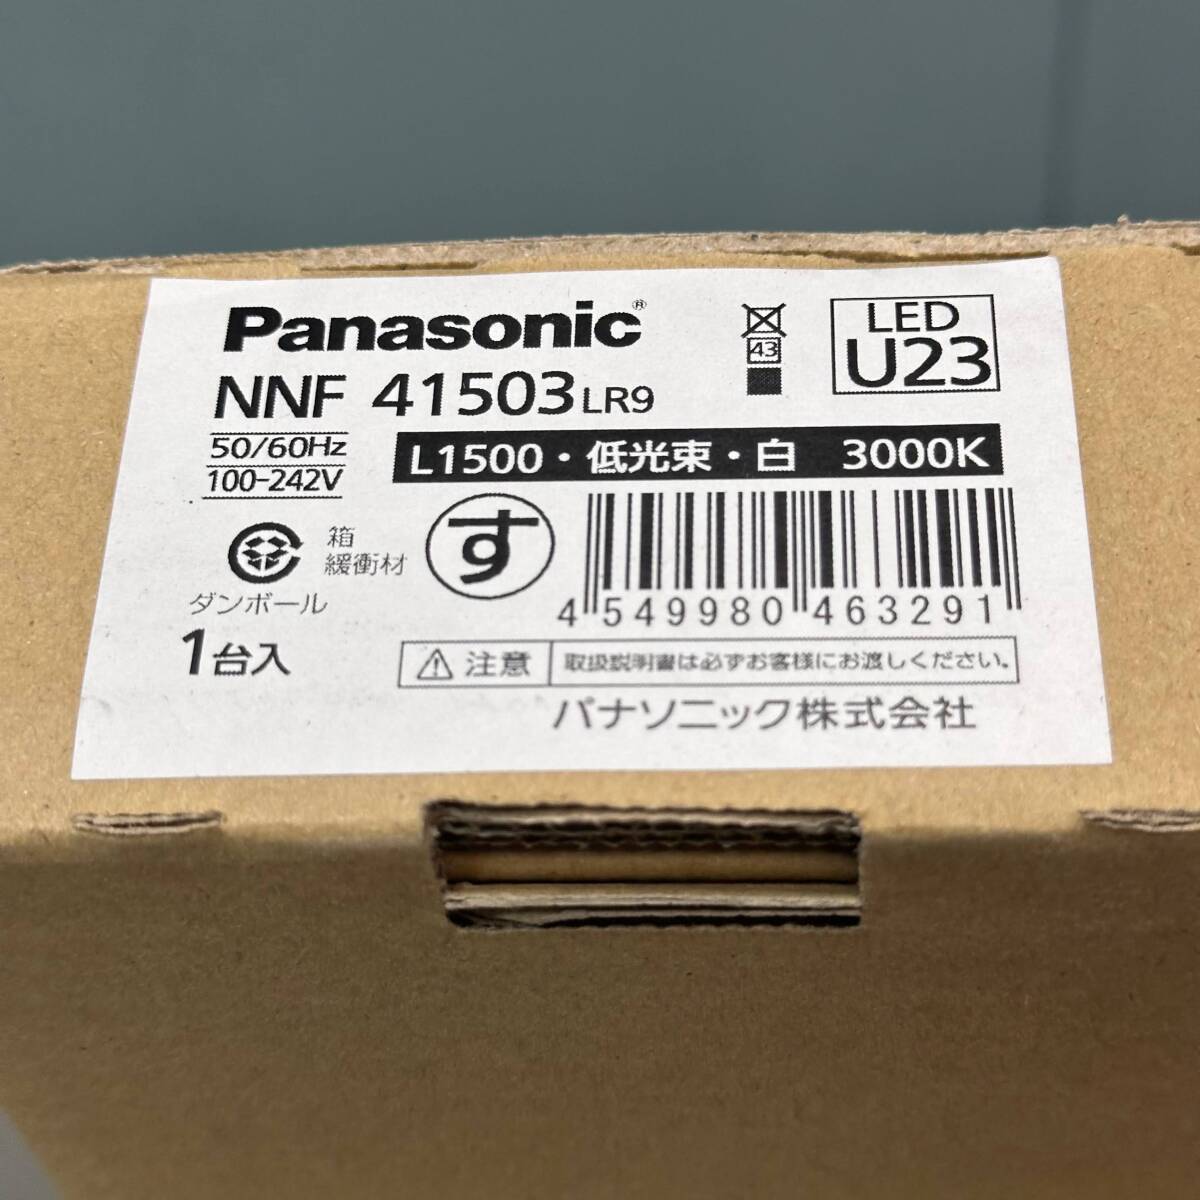 Panasonic®
NNF 41503 LR9
LED
U23
43
50/60Hz
100-242V
L1500・低光束・白 3000K
箱
緩衝材
ダンボール
1台入
す
4 549980 463291
⚠ 注意 取扱説明書は必ずお客様にお渡しください。
パナソニック株式会社